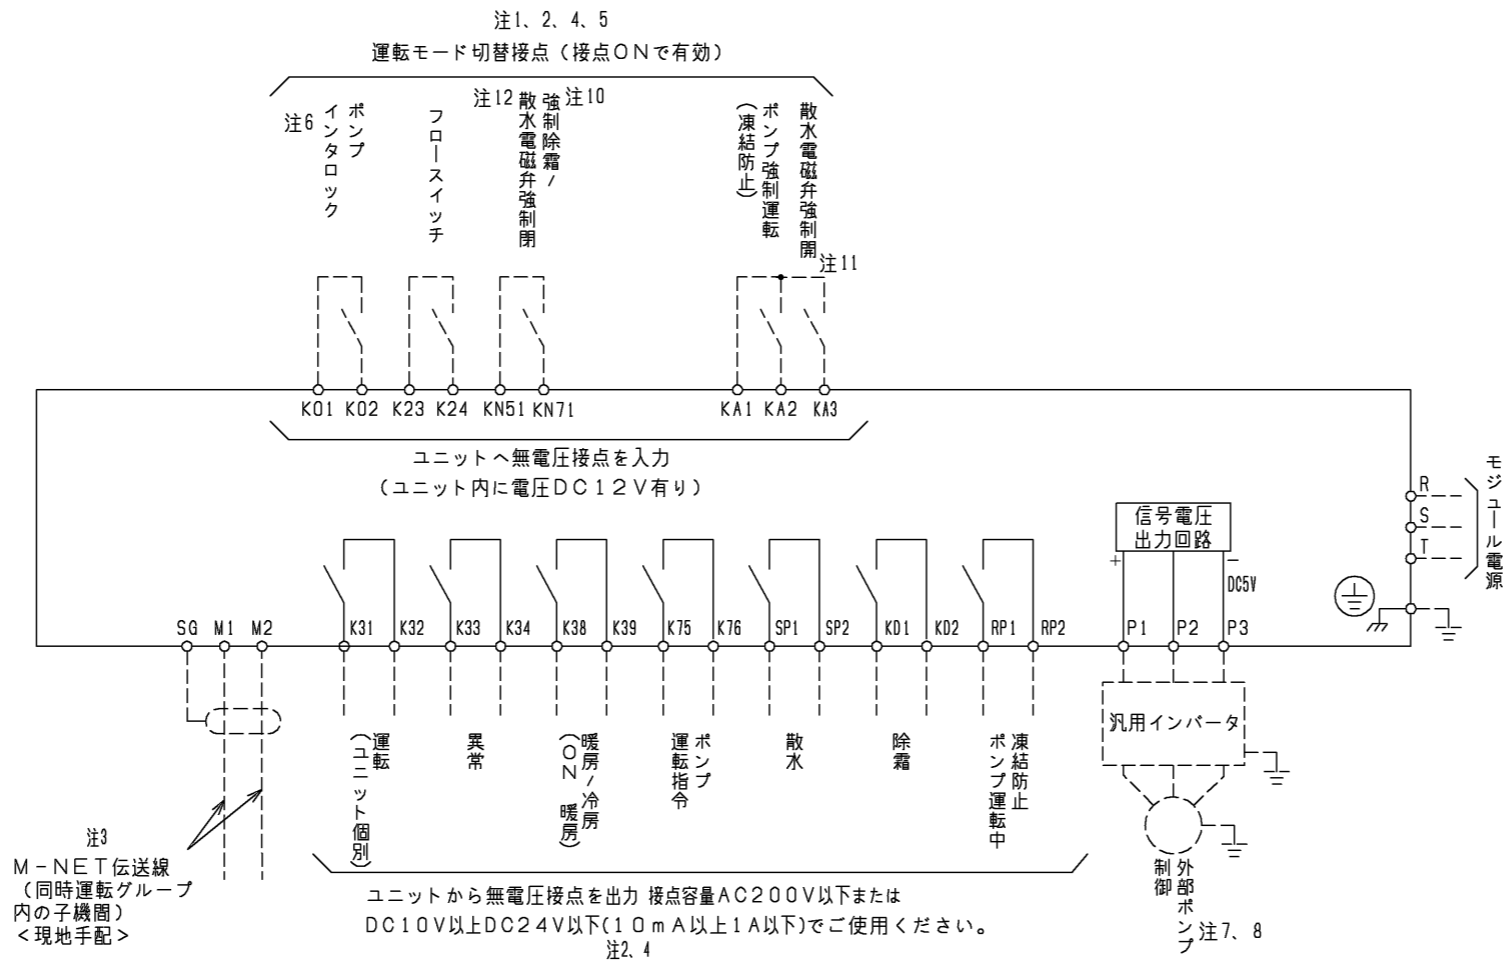 注1、2、4、5
運転モード切替接点（接点ＯＮで有効）
注6
ポンプ
インタロック
フロースイッチ
注12
強制除霜/
散水電磁弁強制閉
注10
ポンプ強制運転
(凍結防止)
散水電磁弁強制開
注11
K01 K02 K23 K24 KN51 KN71 KA1 KA2 KA3
ユニットへ無電圧接点を入力
（ユニット内に電圧ＤＣ１２Ｖ有り）
モジュール電源
R
S
T
信号電圧
出力回路
+
−
DC5V
SG M1 M2 K31 K32 K33 K34 K38 K39 K75 K76 SP1 SP2 KD1 KD2 RP1 RP2 P1 P2 P3
運転
(ユニット個別)
異常
暖房/冷房
(ＯＮ 暖房)
ポンプ
運転指令
散水
除霜
凍結防止
ポンプ運転中
汎用インバータ
外部ポンプ
制御
注7、8
注3
Ｍ－ＮＥＴ伝送線
（同時運転グループ
内の子機間）
＜現地手配＞
ユニットから無電圧接点を出力 接点容量ＡＣ２００Ｖ以下または
ＤＣ１０Ｖ以上ＤＣ２４Ｖ以下(１０ｍＡ以上１Ａ以下)でご使用ください。
注2、4